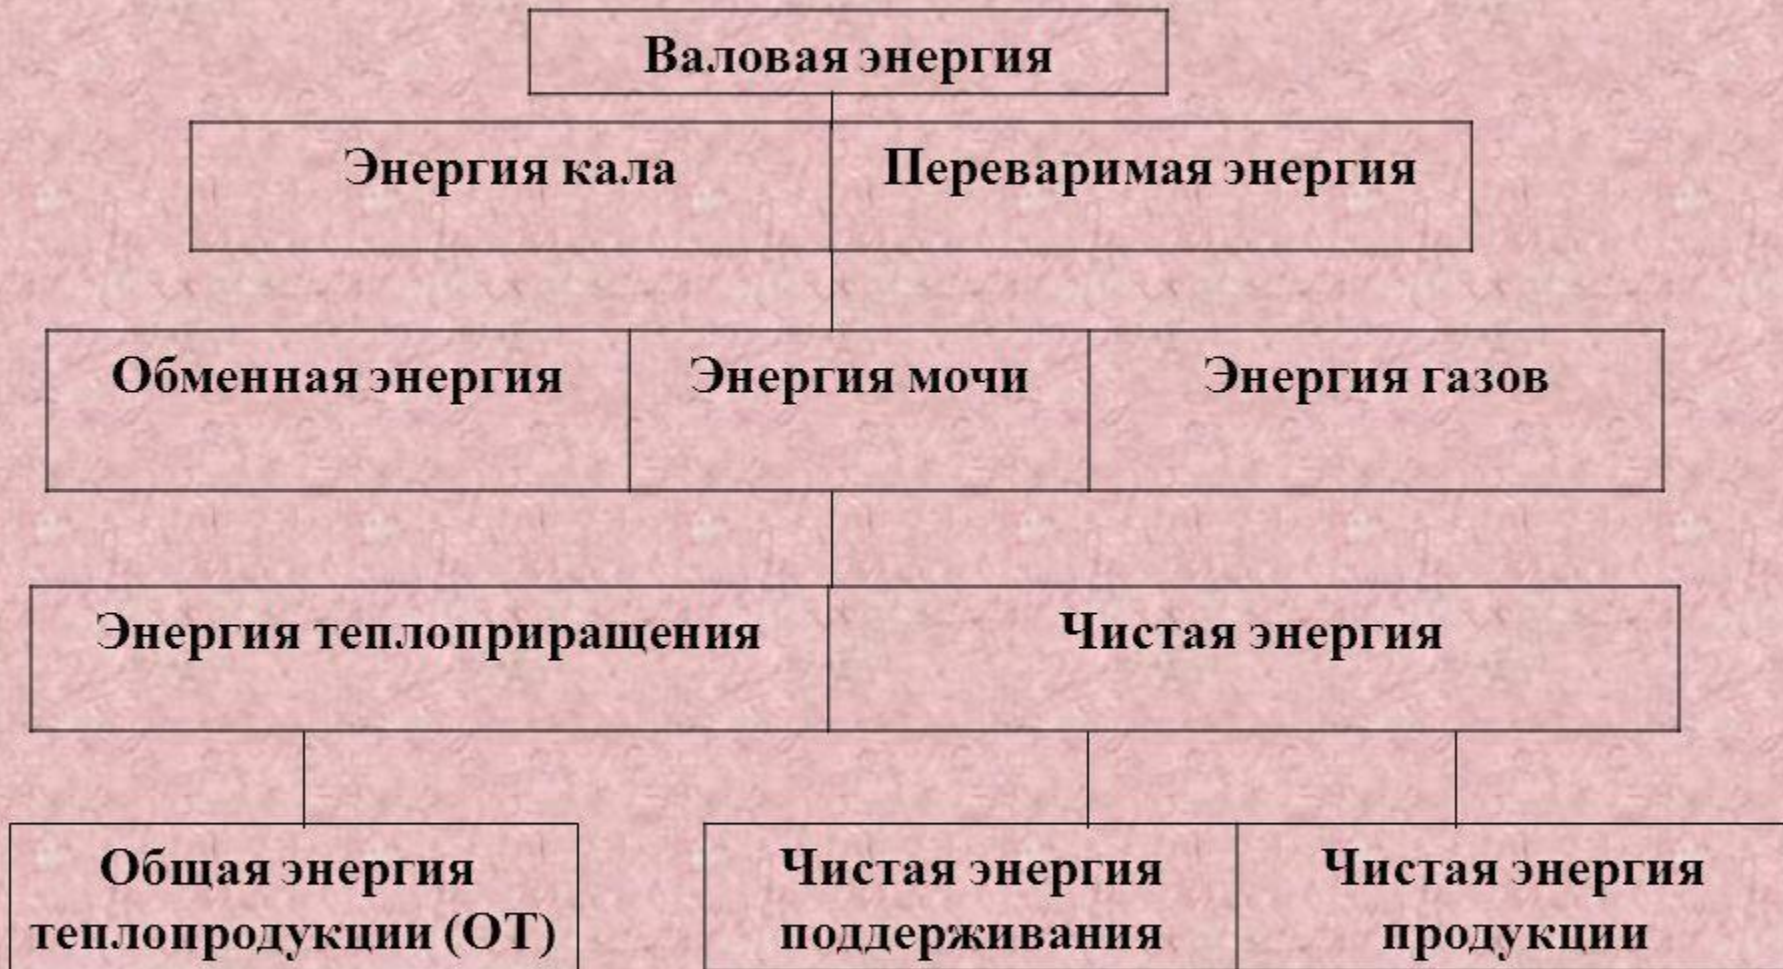 Валовая энергия
Энергия кала
Переваримая энергия
Обменная энергия
Энергия мочи
Энергия газов
Энергия теплоприращения
Чистая энергия
Общая энергия
теплопродукции (ОТ)
Чистая энергия
поддерживания
Чистая энергия
продукции